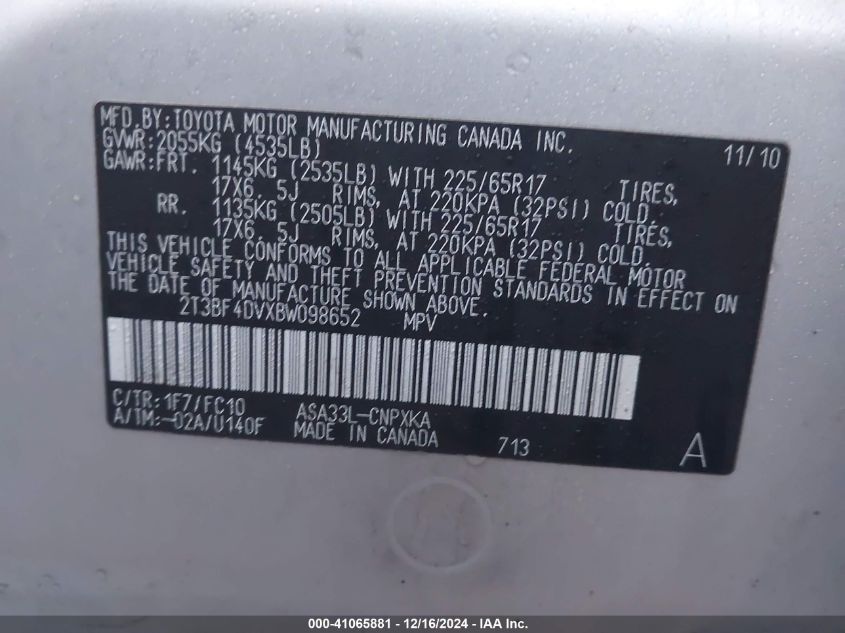 MFD. BY: TOYOTA MOTOR MANUFACTURING CANADA INC. 11/10
GVWR: 2055KG (4535LB)
GAWR: FRT. 1145KG (2535LB) WITH 225/65R17 TIRES,
17X6.5J RIMS, AT 220KPA (32PSI) COLD.
RR. 1135KG (2505LB) WITH 225/65R17 TIRES,
17X6.5J RIMS, AT 220KPA (32PSI) COLD.
THIS VEHICLE CONFORMS TO ALL APPLICABLE FEDERAL MOTOR
VEHICLE SAFETY AND THEFT PREVENTION STANDARDS IN EFFECT ON
THE DATE OF MANUFACTURE SHOWN ABOVE.
2T3BF4DVXBW098652 MPV
C/TR: 1F7/FC10 ASA33L-CNPXKA
A/TM: -02A/U140F MADE IN CANADA 713 A
000-41065881 - 12/16/2024 - IAA Inc.